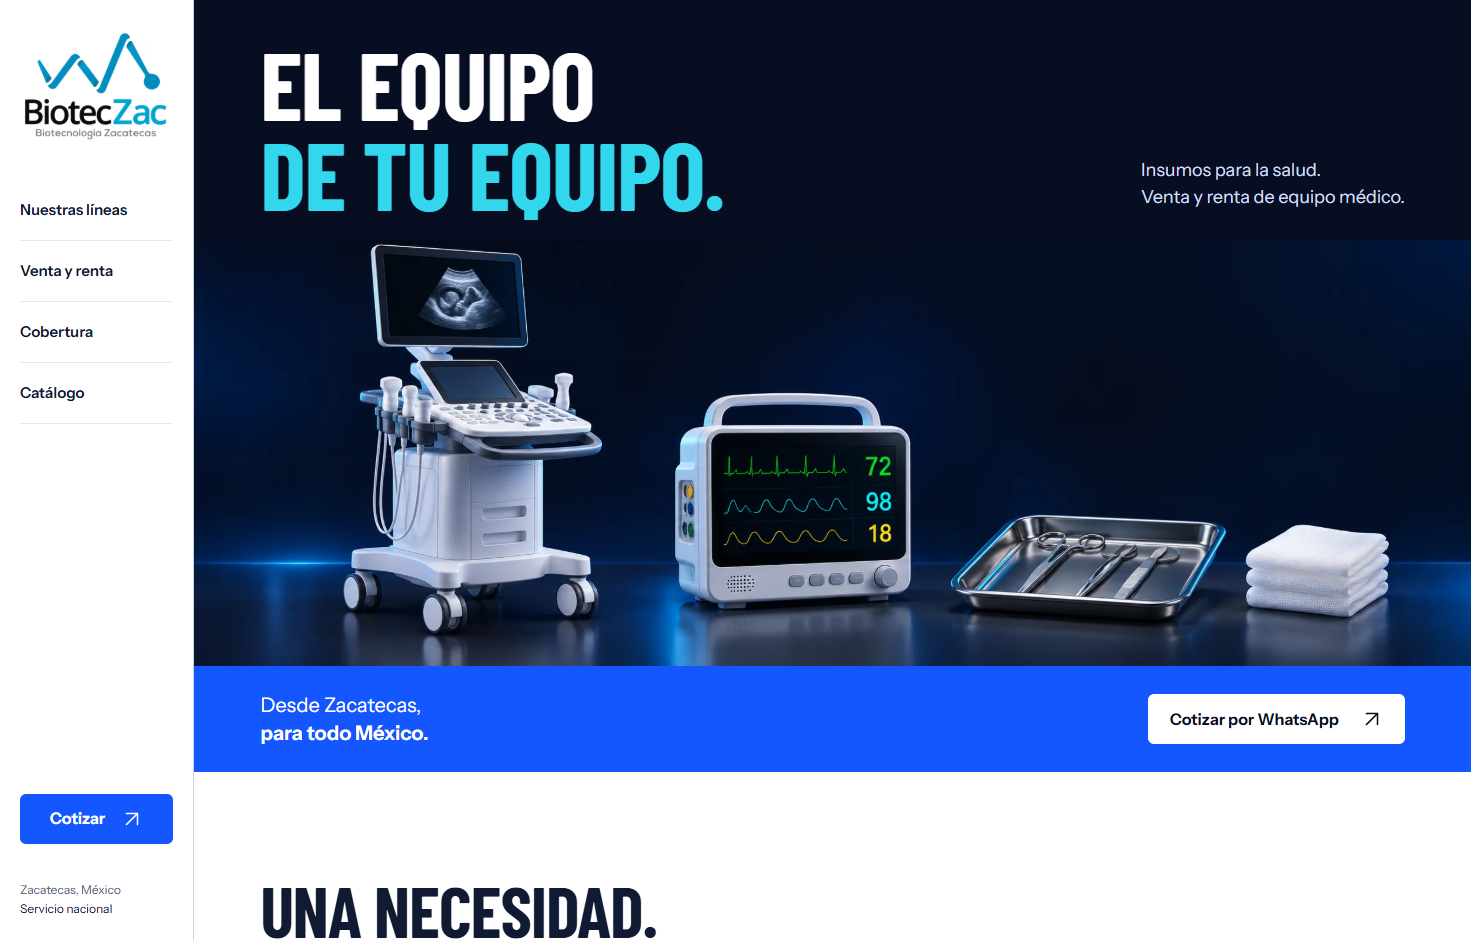 BiotecZac
Biotecnología Zacatecas
Nuestras líneas
Venta y renta
Cobertura
Catálogo
Cotizar
Zacatecas, México
Servicio nacional
EL EQUIPO
DE TU EQUIPO.
Insumos para la salud.
Venta y renta de equipo médico.
72
98
18
Desde Zacatecas,
para todo México.
Cotizar por WhatsApp
UNA NECESIDAD.